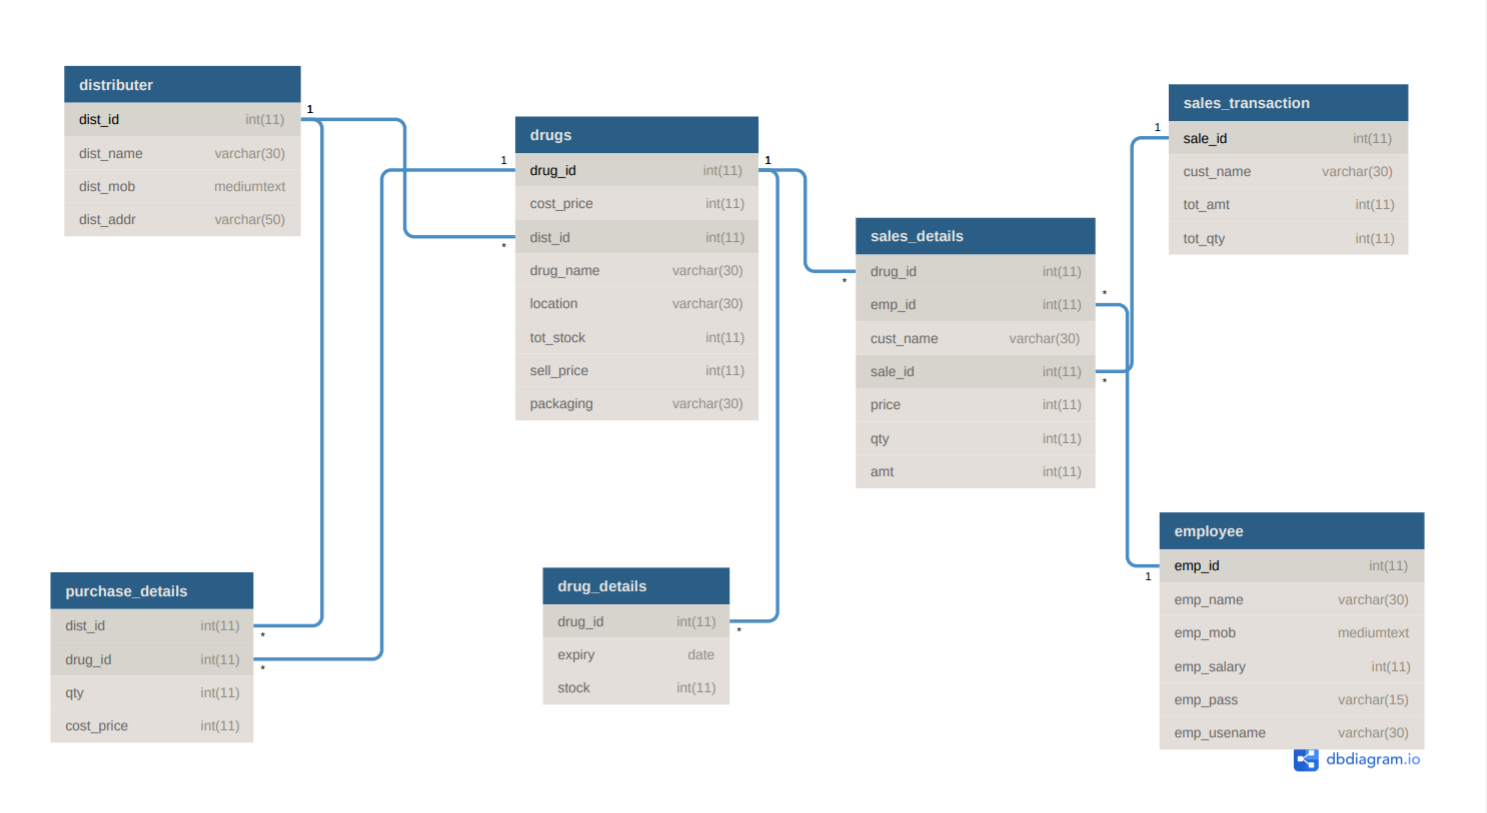 distributer
dist_id int(11)
dist_name varchar(30)
dist_mob mediumtext
dist_addr varchar(50)
1
drugs
1 drug_id int(11) 1
cost_price int(11)
dist_id int(11)
*
drug_name varchar(30)
location varchar(30)
tot_stock int(11)
sell_price int(11)
packaging varchar(30)
sales_details
drug_id int(11)
*
emp_id int(11) *
cust_name varchar(30)
sale_id int(11)
*
price int(11)
qty int(11)
amt int(11)
sales_transaction
1
sale_id int(11)
cust_name varchar(30)
tot_amt int(11)
tot_qty int(11)
purchase_details
dist_id int(11)
*
drug_id int(11)
*
qty int(11)
cost_price int(11)
drug_details
drug_id int(11)
*
expiry date
stock int(11)
employee
emp_id int(11)
1
emp_name varchar(30)
emp_mob mediumtext
emp_salary int(11)
emp_pass varchar(15)
emp_usename varchar(30)
dbdiagram.io